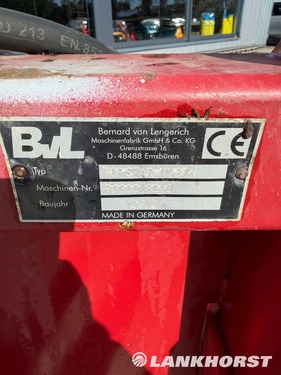 213 EN 85
BvL
Bernard van Lengerich
Maschinenfabrik GmbH & Co. KG
Grenzstrasse 16
D- 48488 Emsbüren
CE
Typ
Maschinen-Nr.
Baujahr
MADE IN GERMANY
LANKHORST